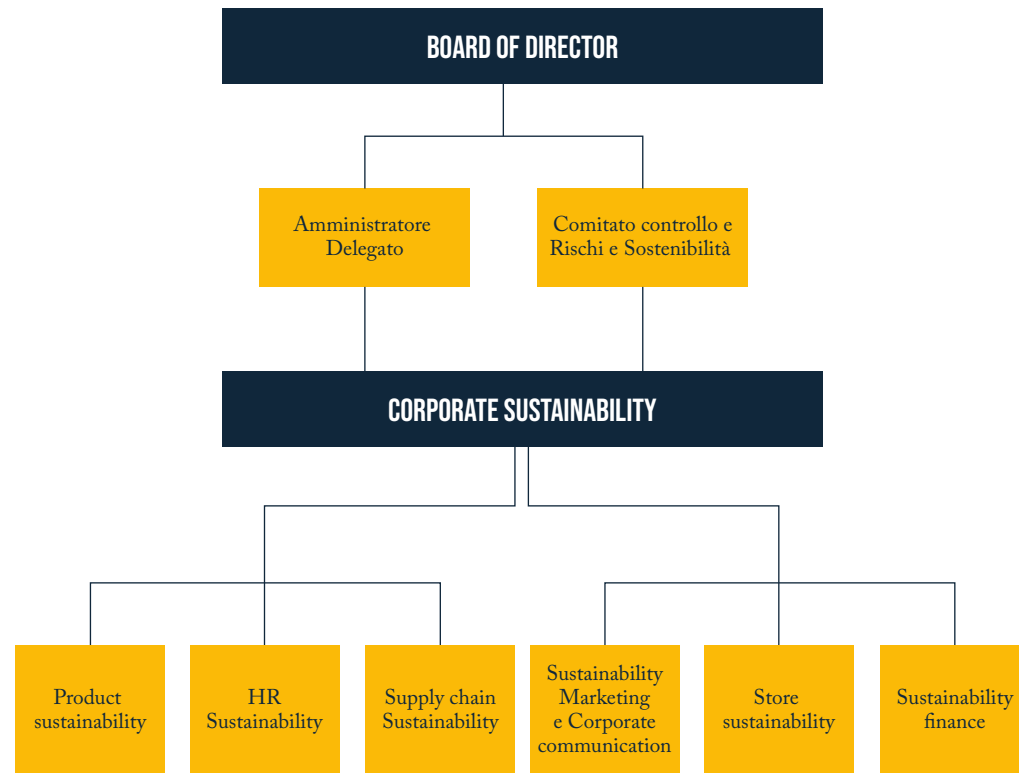 BOARD OF DIRECTOR
Amministratore
Delegato
Comitato controllo e
Rischi e Sostenibilità
CORPORATE SUSTAINABILITY
Product
sustainability
HR
Sustainability
Supply chain
Sustainability
Sustainability
Marketing
e Corporate
communication
Store
sustainability
Sustainability
finance